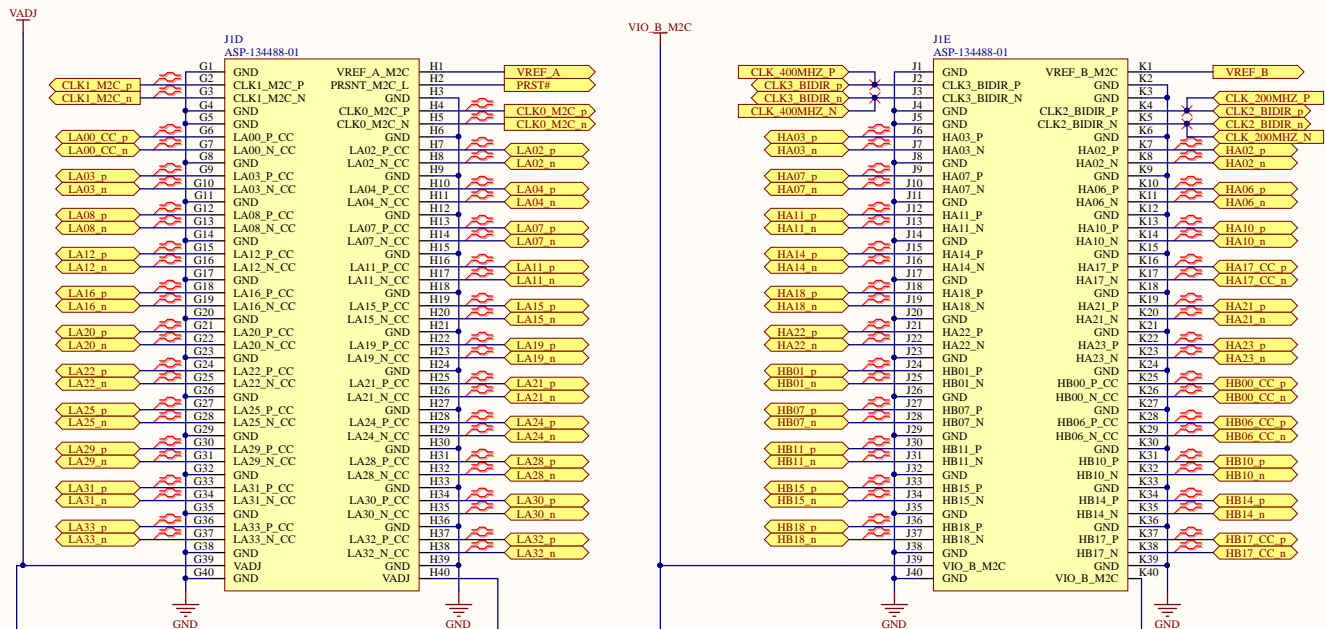 VADJ
J1D
ASP-134488-01
G1 GND VREF_A_M2C H1 VREF_A
CLK1_M2C_p G2 CLK1_M2C_P PRSNT_M2C_L H2 PRST#
CLK1_M2C_n G3 CLK1_M2C_N GND H3
G4 GND CLK0_M2C_P H4 CLK0_M2C_p
G5 GND CLK0_M2C_N H5 CLK0_M2C_n
LA00_CC_p G6 LA00_P_CC GND H6
LA00_CC_n G7 LA00_N_CC LA02_P_CC H7 LA02_p
G8 GND LA02_N_CC H8 LA02_n
LA03_p G9 LA03_P_CC GND H9
LA03_n G10 LA03_N_CC LA04_P_CC H10 LA04_p
G11 GND LA04_N_CC H11 LA04_n
LA08_p G12 LA08_P_CC GND H12
LA08_n G13 LA08_N_CC LA07_P_CC H13 LA07_p
G14 GND LA07_N_CC H14 LA07_n
LA12_p G15 LA12_P_CC GND H15
LA12_n G16 LA12_N_CC LA11_P_CC H16 LA11_p
G17 GND LA11_N_CC H17 LA11_n
LA16_p G18 LA16_P_CC GND H18
LA16_n G19 LA16_N_CC LA15_P_CC H19 LA15_p
G20 GND LA15_N_CC H20 LA15_n
LA20_p G21 LA20_P_CC GND H21
LA20_n G22 LA20_N_CC LA19_P_CC H22 LA19_p
G23 GND LA19_N_CC H23 LA19_n
LA22_p G24 LA22_P_CC GND H24
LA22_n G25 LA22_N_CC LA21_P_CC H25 LA21_p
G26 GND LA21_N_CC H26 LA21_n
LA25_p G27 LA25_P_CC GND H27
LA25_n G28 LA25_N_CC LA24_P_CC H28 LA24_p
G29 GND LA24_N_CC H29 LA24_n
LA29_p G30 LA29_P_CC GND H30
LA29_n G31 LA29_N_CC LA28_P_CC H31 LA28_p
G32 GND LA28_N_CC H32 LA28_n
LA31_p G33 LA31_P_CC GND H33
LA31_n G34 LA31_N_CC LA30_P_CC H34 LA30_p
G35 GND LA30_N_CC H35 LA30_n
LA33_p G36 LA33_P_CC GND H36
LA33_n G37 LA33_N_CC LA32_P_CC H37 LA32_p
G38 GND LA32_N_CC H38 LA32_n
G39 VADJ GND H39
G40 GND VADJ H40
GND
GND
VIO_B_M2C
J1E
ASP-134488-01
CLK_400MHZ_P J1 GND VREF_B_M2C K1 VREF_B
CLK3_BIDIR_p J2 CLK3_BIDIR_P GND K2
CLK3_BIDIR_n J3 CLK3_BIDIR_N GND K3 CLK_200MHZ_P
CLK_400MHZ_N J4 GND CLK2_BIDIR_P K4 CLK2_BIDIR_p
J5 GND CLK2_BIDIR_N K5 CLK2_BIDIR_n
HA03_p J6 HA03_P GND K6 CLK_200MHZ_N
HA03_n J7 HA03_N HA02_P K7 HA02_p
J8 GND HA02_N K8 HA02_n
HA07_p J9 HA07_P GND K9
HA07_n J10 HA07_N HA06_P K10 HA06_p
J11 GND HA06_N K11 HA06_n
HA11_p J12 HA11_P GND K12
HA11_n J13 HA11_N HA10_P K13 HA10_p
J14 GND HA10_N K14 HA10_n
HA14_p J15 HA14_P GND K15
HA14_n J16 HA14_N HA17_P K16 HA17_CC_p
J17 GND HA17_N K17 HA17_CC_n
HA18_p J18 HA18_P GND K18
HA18_n J19 HA18_N HA21_P K19 HA21_p
J20 GND HA21_N K20 HA21_n
HA22_p J21 HA22_P GND K21
HA22_n J22 HA22_N HA23_P K22 HA23_p
J23 GND HA23_N K23 HA23_n
HB01_p J24 HB01_P GND K24
HB01_n J25 HB01_N HB00_P_CC K25 HB00_CC_p
J26 GND HB00_N_CC K26 HB00_CC_n
HB07_p J27 HB07_P GND K27
HB07_n J28 HB07_N HB06_P_CC K28 HB06_CC_p
J29 GND HB06_N_CC K29 HB06_CC_n
HB11_p J30 HB11_P GND K30
HB11_n J31 HB11_N HB10_P K31 HB10_p
J32 GND HB10_N K32 HB10_n
HB15_p J33 HB15_P GND K33
HB15_n J34 HB15_N HB14_P K34 HB14_p
J35 GND HB14_N K35 HB14_n
HB18_p J36 HB18_P GND K36
HB18_n J37 HB18_N HB17_P K37 HB17_CC_p
J38 GND HB17_N K38 HB17_CC_n
J39 VIO_B_M2C GND K39
J40 GND VIO_B_M2C K40
GND
GND